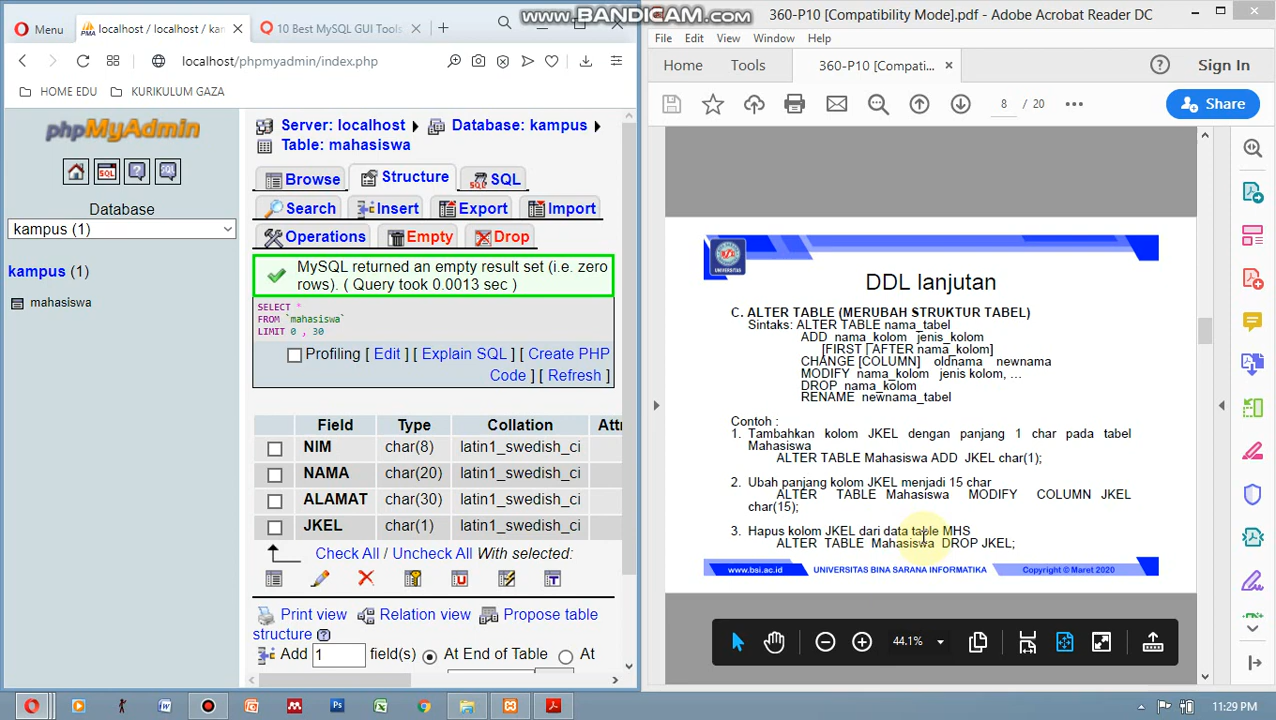 www.BANDICAM.com
Menu
localhost / localhost / kan
10 Best MySQL GUI Tools
localhost/phpmyadmin/index.php
HOME EDU
KURIKULUM GAZA
phpMyAdmin
SQL
Database
kampus (1)
kampus (1)
mahasiswa
Server: localhost
Database: kampus
Table: mahasiswa
Browse
Structure
SQL
Search
Insert
Export
Import
Operations
Empty
Drop
MySQL returned an empty result set (i.e. zero
rows). ( Query took 0.0013 sec )
SELECT *
FROM `mahasiswa`
LIMIT 0 , 30
Profiling [ Edit ] [ Explain SQL ] [ Create PHP
Code ] [ Refresh ]
Field Type Collation Attr
NIM char(8) latin1_swedish_ci
NAMA char(20) latin1_swedish_ci
ALAMAT char(30) latin1_swedish_ci
JKEL char(1) latin1_swedish_ci
Check All / Uncheck All With selected:
Print view Relation view Propose table
structure
Add 1 field(s) At End of Table At
360-P10 [Compatibility Mode].pdf - Adobe Acrobat Reader DC
File Edit View Window Help
Home Tools 360-P10 [Compati... Sign In
8 / 20 Share
UNIVERSITAS
DDL lanjutan
C. ALTER TABLE (MERUBAH STRUKTUR TABEL)
Sintaks: ALTER TABLE nama_tabel
ADD nama_kolom jenis_kolom
[FIRST | AFTER nama_kolom]
CHANGE [COLUMN] oldnama newnama
MODIFY nama_kolom jenis kolom, ...
DROP nama_kolom
RENAME newnama_tabel
Contoh :
1. Tambahkan kolom JKEL dengan panjang 1 char pada tabel
Mahasiswa
ALTER TABLE Mahasiswa ADD JKEL char(1);
2. Ubah panjang kolom JKEL menjadi 15 char
ALTER TABLE Mahasiswa MODIFY COLUMN JKEL
char(15);
3. Hapus kolom JKEL dari data table MHS
ALTER TABLE Mahasiswa DROP JKEL;
www.bsi.ac.id UNIVERSITAS BINA SARANA INFORMATIKA Copyright © Maret 2020
44.1%
11:29 PM